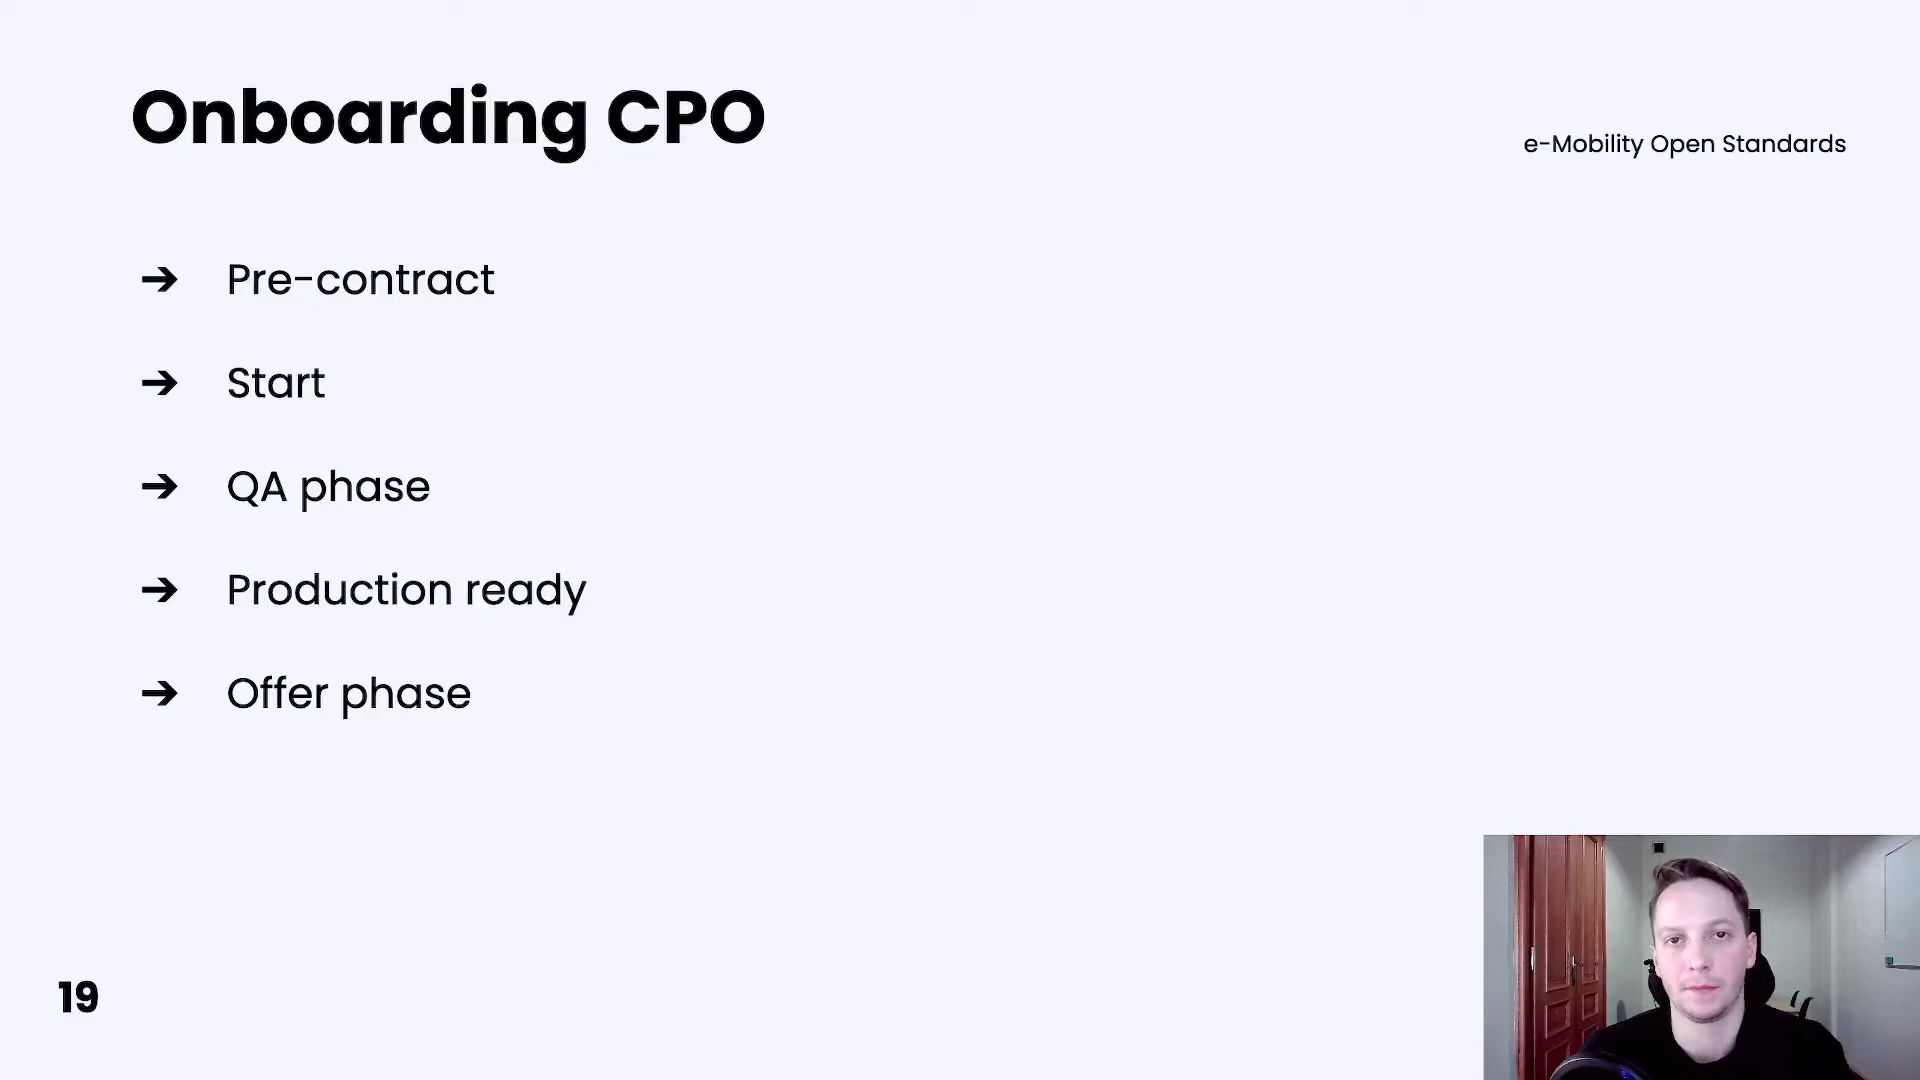 Onboarding CPO
e-Mobility Open Standards
➔ Pre-contract
➔ Start
➔ QA phase
➔ Production ready
➔ Offer phase
19